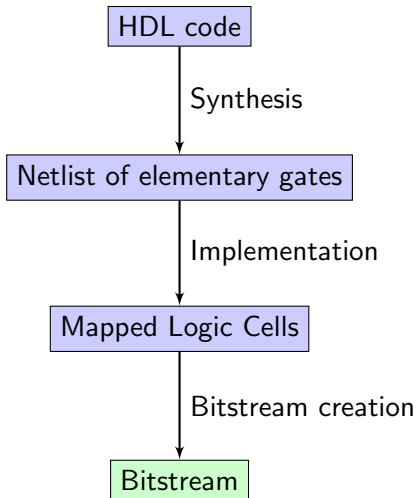 HDL code
Synthesis
Netlist of elementary gates
Implementation
Mapped Logic Cells
Bitstream creation
Bitstream